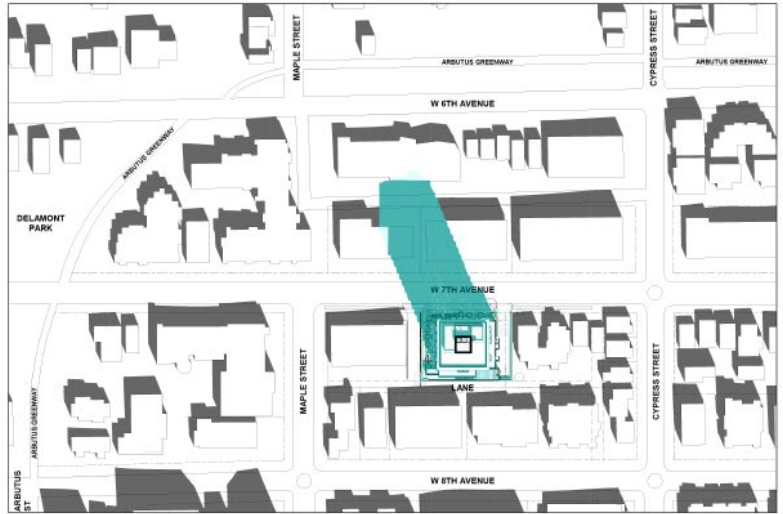 MAPLE STREET
CYPRESS STREET
ARBUTUS GREENWAY
ARBUTUS GREENWAY
W 6TH AVENUE
ARBUTUS GREENWAY
DELAMONT
PARK
W 7TH AVENUE
MAPLE STREET
LANE
CYPRESS STREET
ARBUTUS GREENWAY
W 8TH AVENUE
ARBUTUS
ST